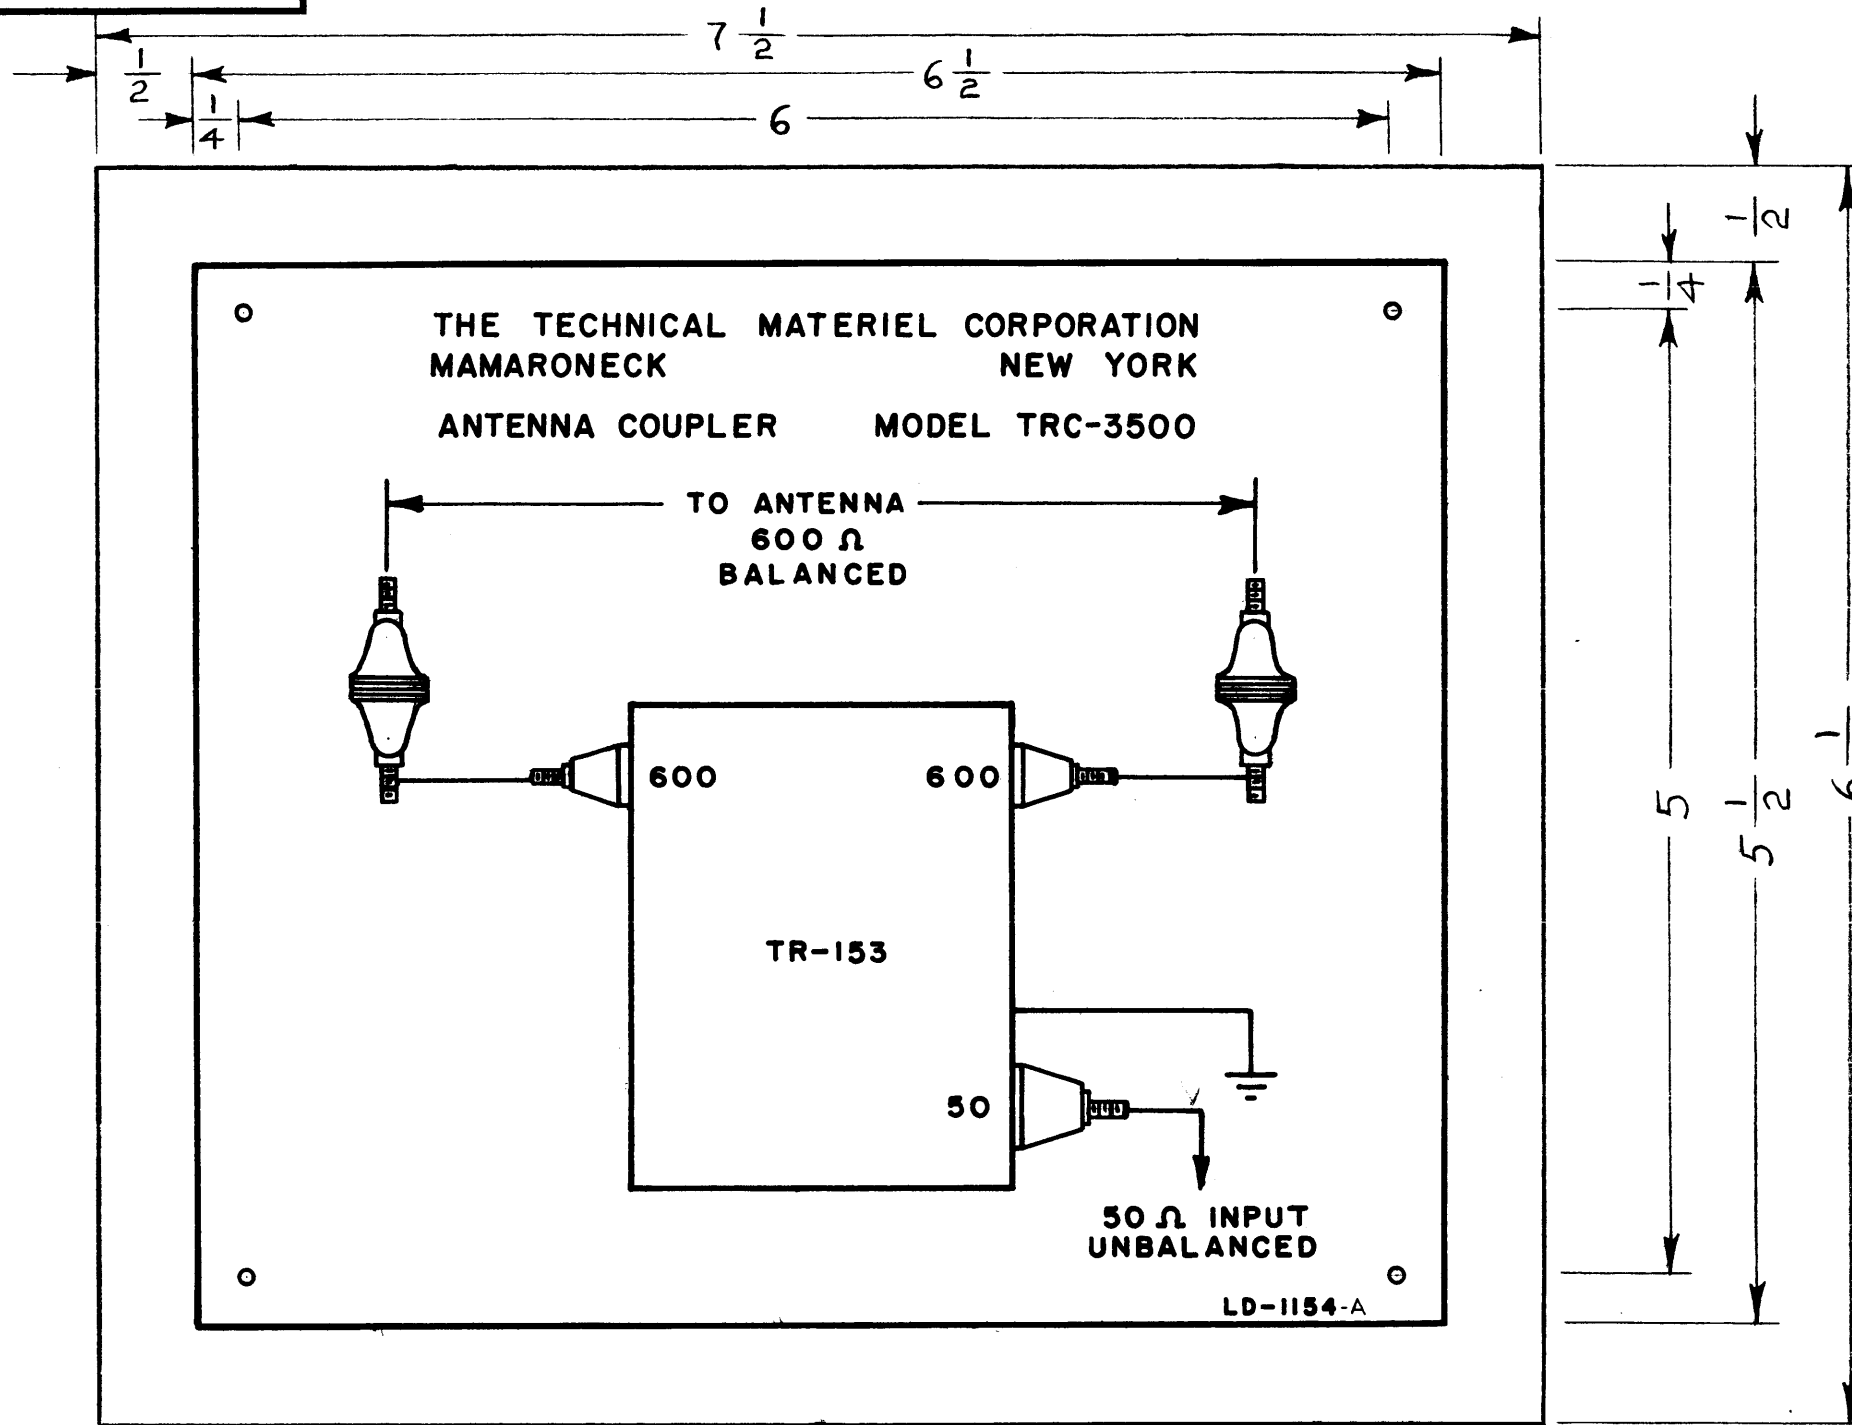 7 1/2
1/2
6 1/2
1/4
6
1/2
1/4
THE TECHNICAL MATERIEL CORPORATION
MAMARONECK NEW YORK
ANTENNA COUPLER MODEL TRC-3500
TO ANTENNA
600 Ω
BALANCED
600
600
5
5 1/2
TR-153
50
50 Ω INPUT
UNBALANCED
LD-1154-A